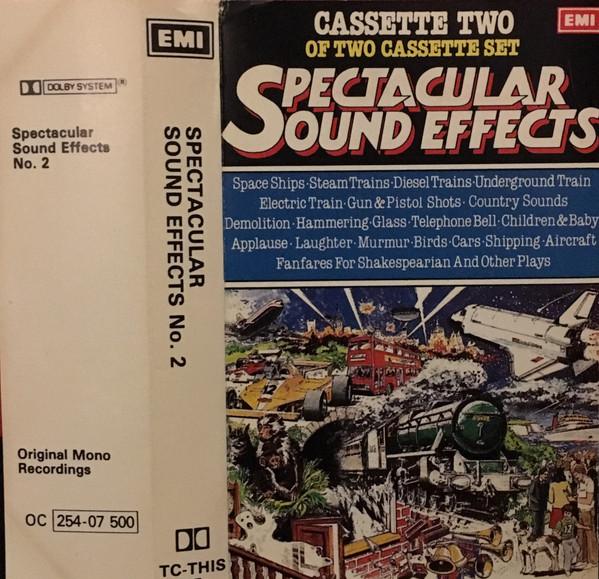 DOLBY SYSTEM®
Spectacular
Sound Effects
No. 2
Original Mono
Recordings
OC 254-07 500
EMI
SPECTACULAR
SOUND EFFECTS No. 2
TC-THIS
CASSETTE TWO
EMI
OF TWO CASSETTE SET
SPECTACULAR
SOUND EFFECTS
Space Ships·Steam Trains·Diesel Trains·Underground Train
Electric Train·Gun & Pistol Shots·Country Sounds
Demolition·Hammering·Glass·Telephone Bell·Children & Baby
Applause·Laughter·Murmur·Birds·Cars·Shipping·Aircraft
Fanfares For Shakespearian And Other Plays